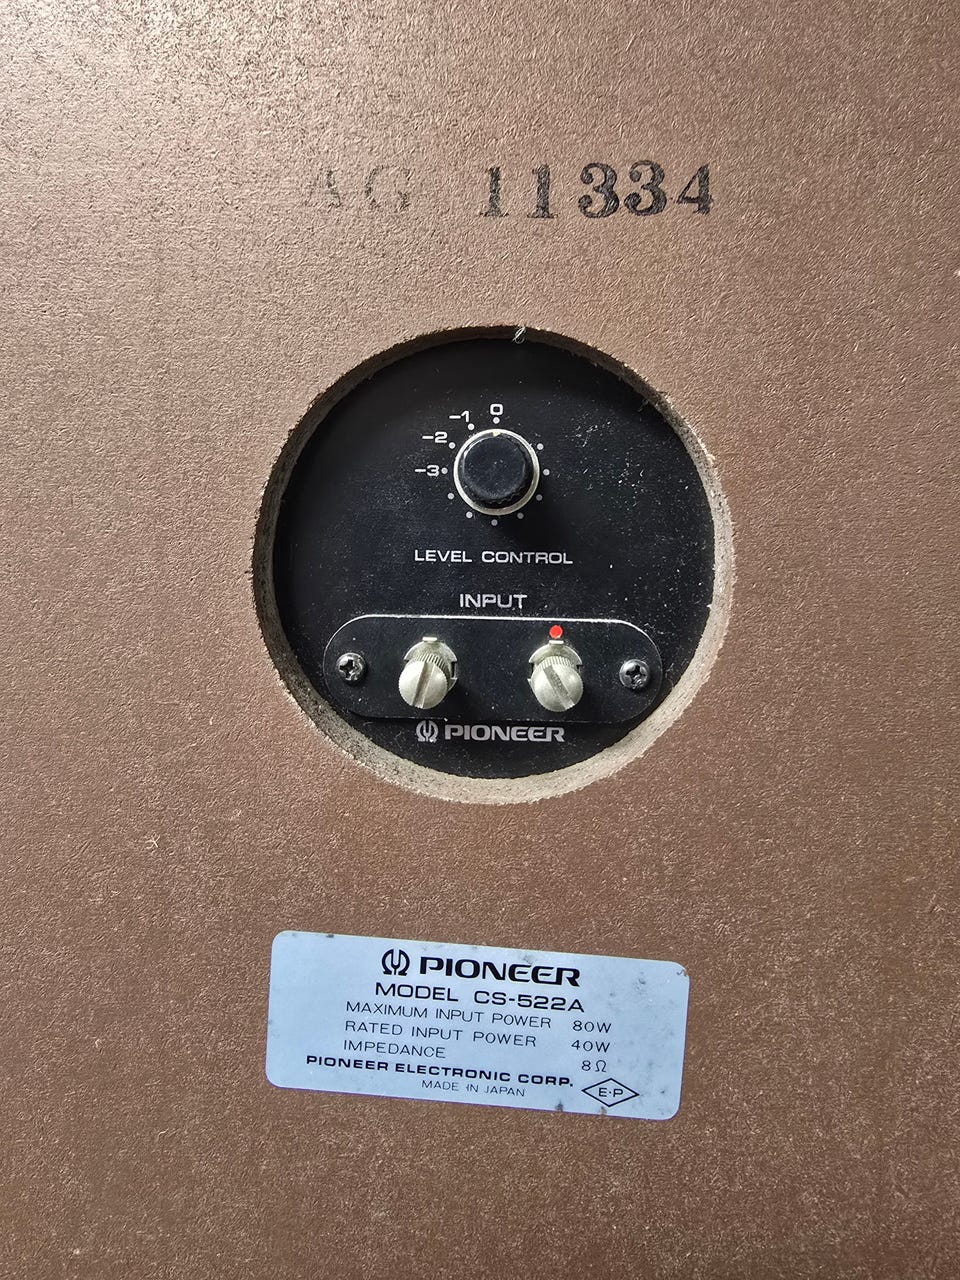 AG 11334
0
-1
-2
-3
LEVEL CONTROL
INPUT
PIONEER
PIONEER
MODEL CS-522A
MAXIMUM INPUT POWER 80W
RATED INPUT POWER 40W
IMPEDANCE 8Ω
PIONEER ELECTRONIC CORP.
MADE IN JAPAN
E·P